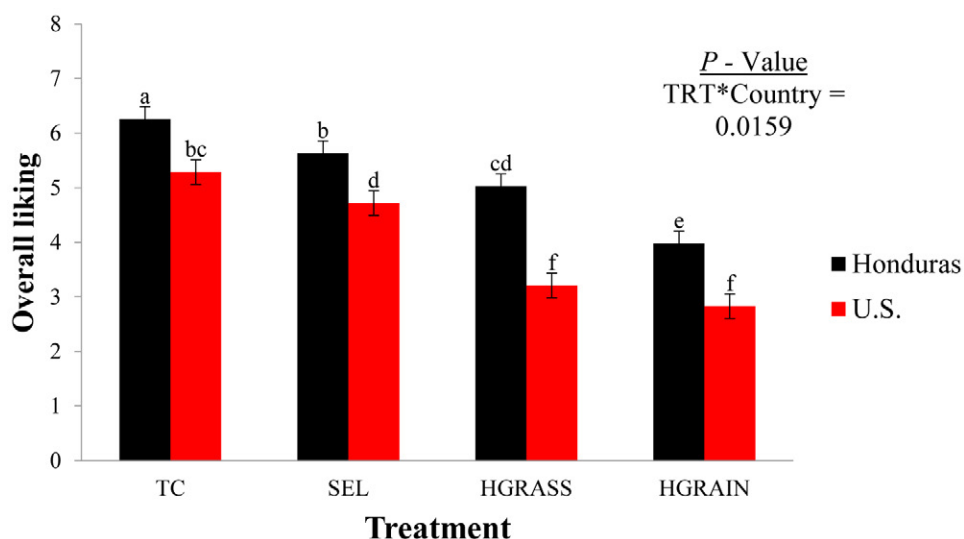 8
7
6
5
4
3
2
1
0
Overall liking
a
bc
b
d
cd
f
e
f
P - Value
TRT*Country =
0.0159
Honduras
U.S.
TC SEL HGRASS HGRAIN
Treatment